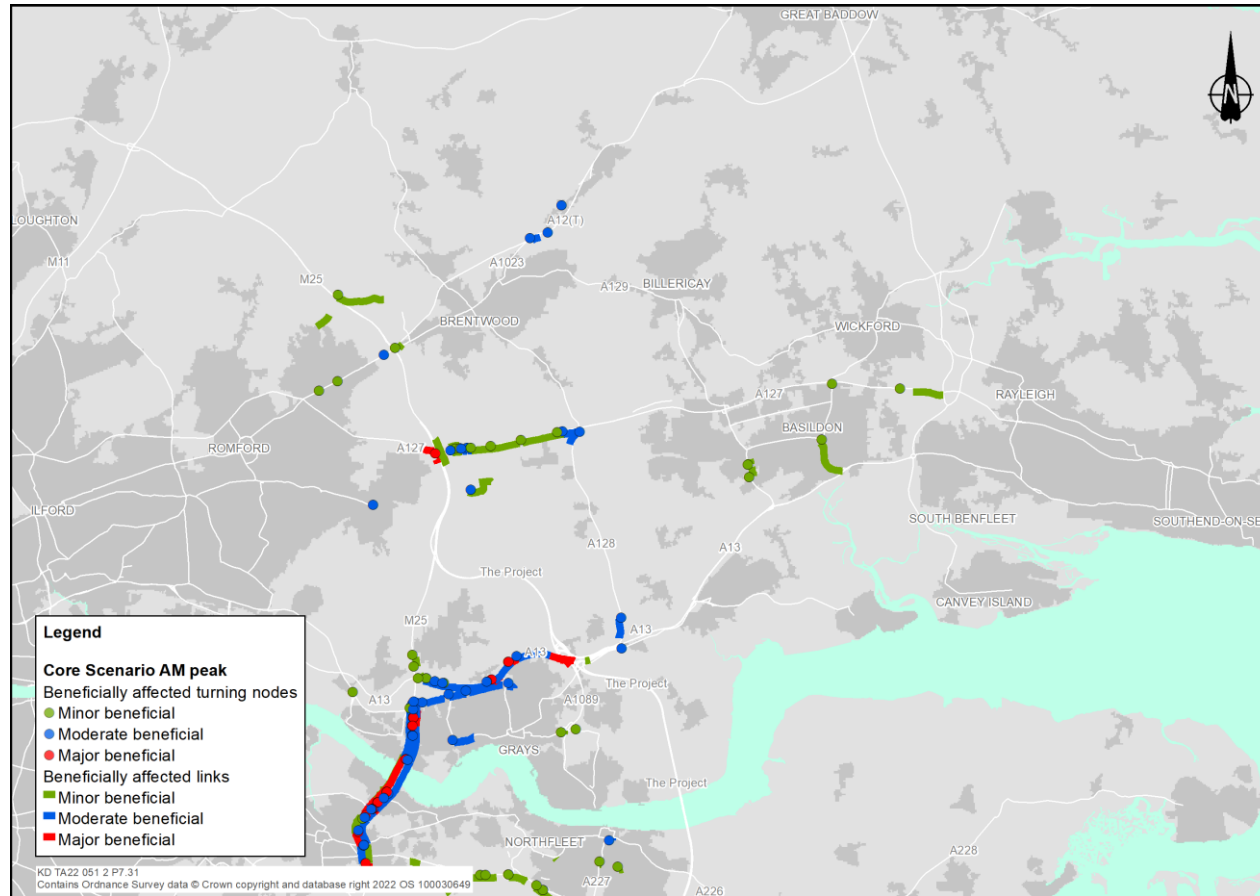 GREAT BADDOW
N
LOUGHTON
A12(T)
M11
A1023
M25
A129
BILLERICAY
BRENTWOOD
WICKFORD
A127
RAYLEIGH
BASILDON
ROMFORD
A127
ILFORD
SOUTH BENFLEET
SOUTHEND-ON-SE
A128
A13
The Project
CANVEY ISLAND
M25
A13
A13
The Project
A13
A1089
GRAYS
The Project
NORTHFLEET
A228
A227
A226
Legend
Core Scenario AM peak
Beneficially affected turning nodes
Minor beneficial
Moderate beneficial
Major beneficial
Beneficially affected links
Minor beneficial
Moderate beneficial
Major beneficial
KD TA22 051 2 P7.31
Contains Ordnance Survey data © Crown copyright and database right 2022 OS 100030649